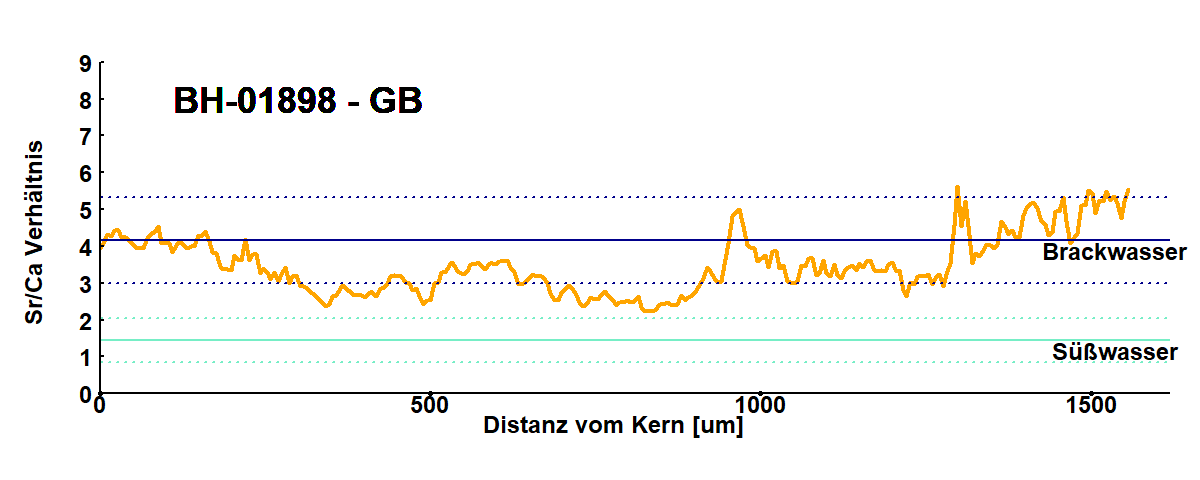 BH-01898 - GB
Sr/Ca Verhältnis
9
8
7
6
5
4
3
2
1
0
Brackwasser
Süßwasser
0 500 1000 1500
Distanz vom Kern [um]